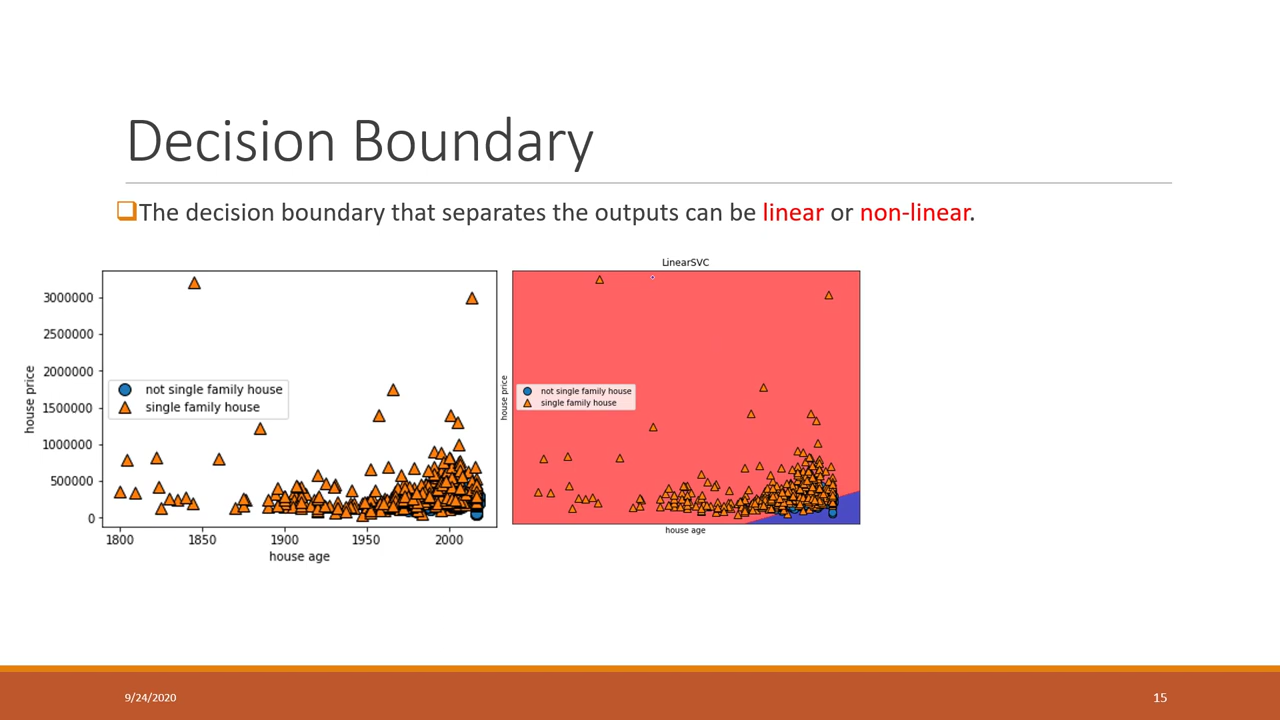 Decision Boundary
The decision boundary that separates the outputs can be linear or non-linear.
3000000
2500000
2000000
1500000
1000000
500000
0
house price
not single family house
single family house
1800 1850 1900 1950 2000
house age
LinearSVC
house price
not single family house
single family house
house age
9/24/2020
15